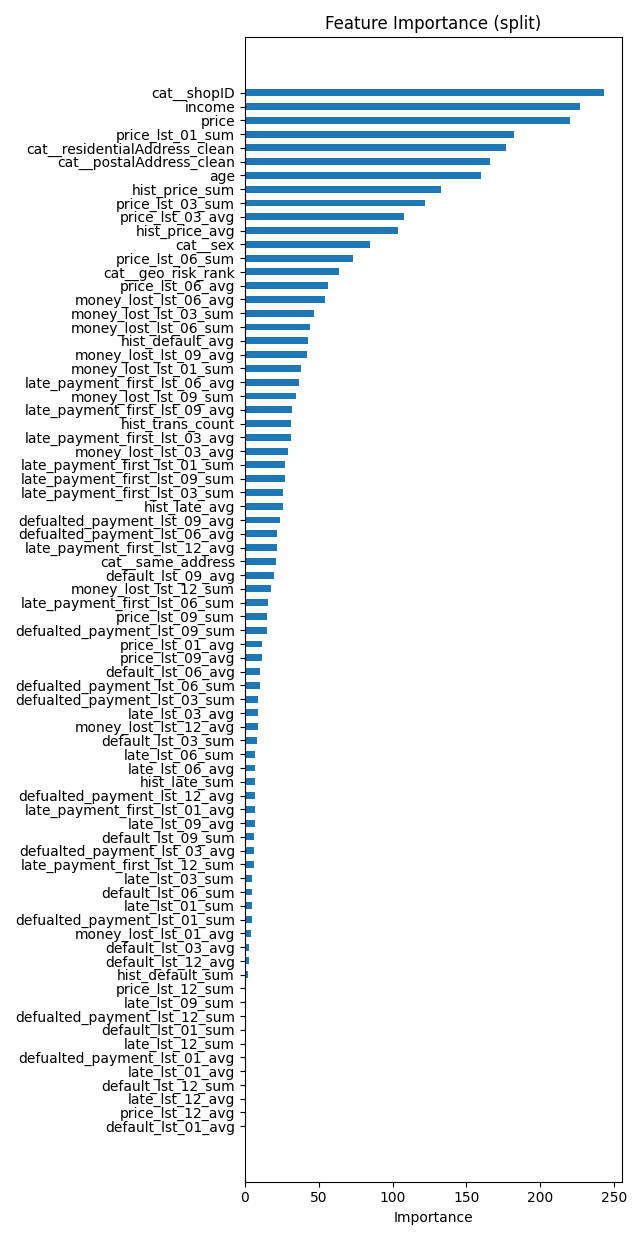 Feature Importance (split)
cat__shopID
income
price
price_lst_01_sum
cat__residentialAddress_clean
cat__postalAddress_clean
age
hist_price_sum
price_lst_03_sum
price_lst_03_avg
hist_price_avg
cat__sex
price_lst_06_sum
cat__geo_risk_rank
price_lst_06_avg
money_lost_lst_06_avg
money_lost_lst_03_sum
money_lost_lst_06_sum
hist_default_avg
money_lost_lst_09_avg
money_lost_lst_01_sum
late_payment_first_lst_06_avg
money_lost_lst_09_sum
late_payment_first_lst_09_avg
hist_trans_count
late_payment_first_lst_03_avg
money_lost_lst_03_avg
late_payment_first_lst_01_sum
late_payment_first_lst_09_sum
late_payment_first_lst_03_sum
hist_late_avg
defualted_payment_lst_09_avg
defualted_payment_lst_06_avg
late_payment_first_lst_12_avg
cat__same_address
default_lst_09_avg
money_lost_lst_12_sum
late_payment_first_lst_06_sum
price_lst_09_sum
defualted_payment_lst_09_sum
price_lst_01_avg
price_lst_09_avg
default_lst_06_avg
defualted_payment_lst_06_sum
defualted_payment_lst_03_sum
late_lst_03_avg
money_lost_lst_12_avg
default_lst_03_sum
late_lst_06_sum
late_lst_06_avg
hist_late_sum
defualted_payment_lst_12_avg
late_payment_first_lst_01_avg
late_lst_09_avg
default_lst_09_sum
defualted_payment_lst_03_avg
late_payment_first_lst_12_sum
late_lst_03_sum
default_lst_06_sum
late_lst_01_sum
defualted_payment_lst_01_sum
money_lost_lst_01_avg
default_lst_03_avg
default_lst_12_avg
hist_default_sum
price_lst_12_sum
late_lst_09_sum
defualted_payment_lst_12_sum
default_lst_01_sum
late_lst_12_sum
defualted_payment_lst_01_avg
late_lst_01_avg
default_lst_12_sum
late_lst_12_avg
price_lst_12_avg
default_lst_01_avg
0 50 100 150 200 250
Importance